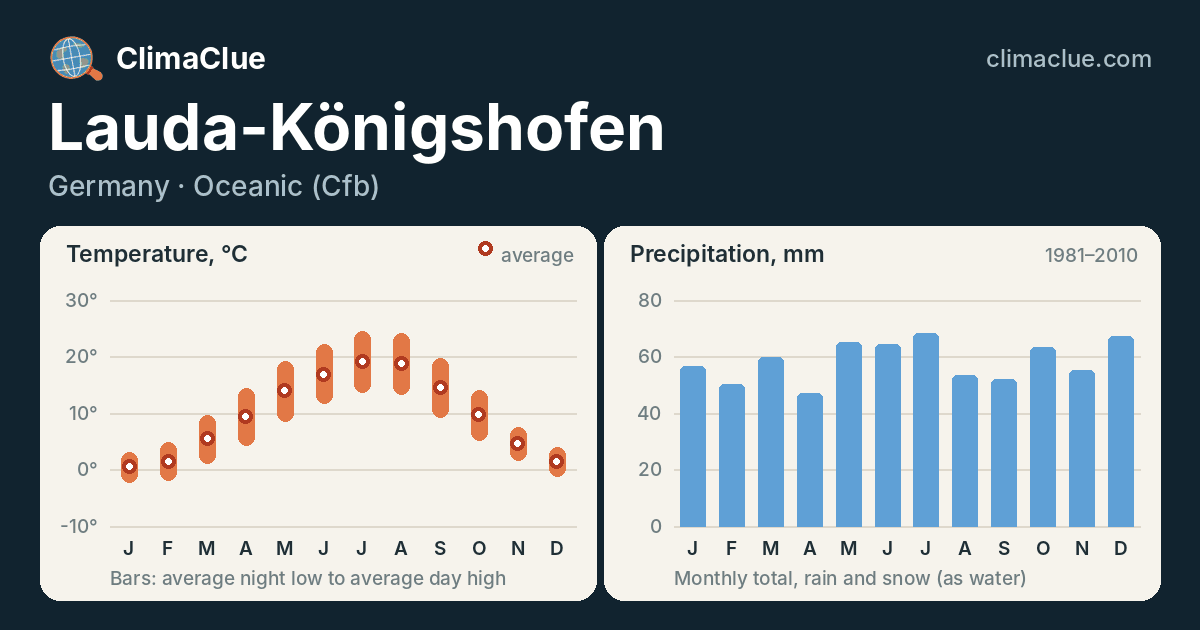 ClimaClue
climaclue.com
Lauda-Königshofen
Germany · Oceanic (Cfb)
Temperature, °C
average
30°
20°
10°
0°
-10°
J F M A M J J A S O N D
Bars: average night low to average day high
Precipitation, mm
1981–2010
80
60
40
20
0
J F M A M J J A S O N D
Monthly total, rain and snow (as water)